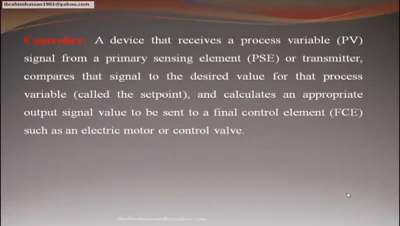 ibrahimhassan1981@yahoo.com
Controller: A device that receives a process variable (PV)
signal from a primary sensing element (PSE) or transmitter,
compares that signal to the desired value for that process
variable (called the setpoint), and calculates an appropriate
output signal value to be sent to a final control element (FCE)
such as an electric motor or control valve.